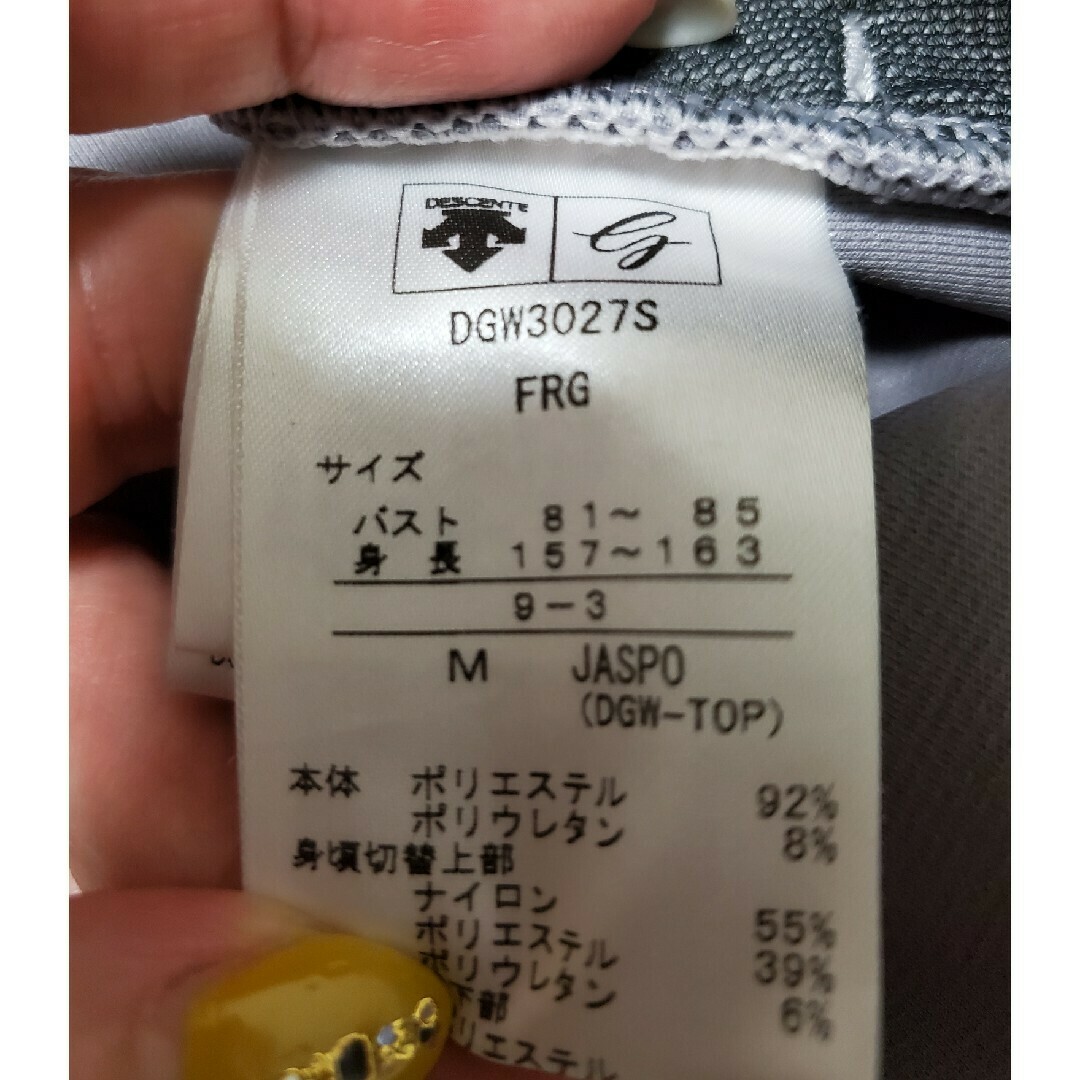 DESCENTE G
DGW3027S
FRG
サイズ
バスト 81～ 85
身 長 157～163
9-3
M JASPO
(DGW-TOP)
本体 ポリエステル 92%
ポリウレタン 8%
身頃切替上部
ナイロン 55%
ポリエステル 39%
ポリウレタン 6%
下部
リエステル